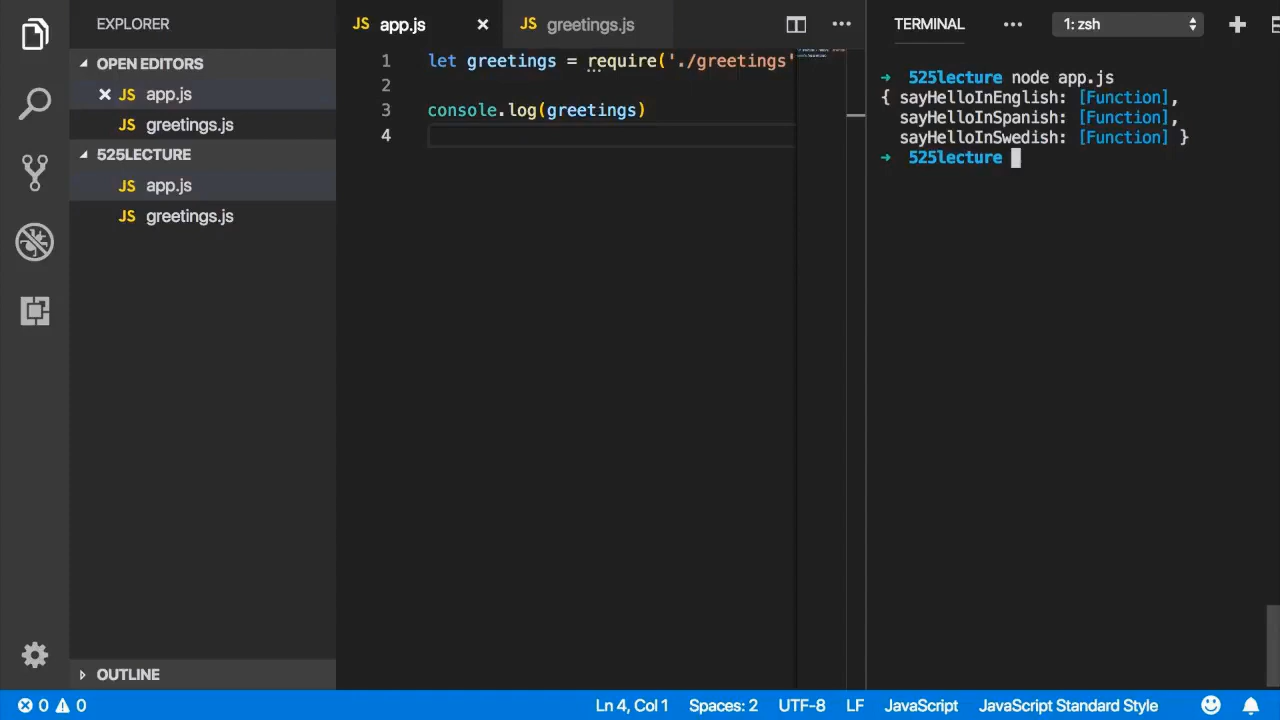 EXPLORER
OPEN EDITORS
JS app.js
JS greetings.js
525LECTURE
JS app.js
JS greetings.js
OUTLINE
JS app.js
JS greetings.js
1 let greetings = require('./greetings'
2
3 console.log(greetings)
4
TERMINAL
1: zsh
525lecture node app.js
{ sayHelloInEnglish: [Function],
sayHelloInSpanish: [Function],
sayHelloInSwedish: [Function] }
525lecture
0 0
Ln 4, Col 1 Spaces: 2 UTF-8 LF JavaScript JavaScript Standard Style